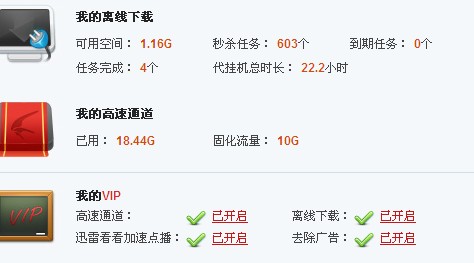 我的离线下载
可用空间： 1.16G 秒杀任务： 603个 到期任务： 0个
任务完成： 4个 代挂机总时长： 22.2小时
我的高速通道
已用： 18.44G 固化流量： 10G
我的VIP
VIP
高速通道： 已开启 离线下载： 已开启
迅雷看看加速点播： 已开启 去除广告： 已开启